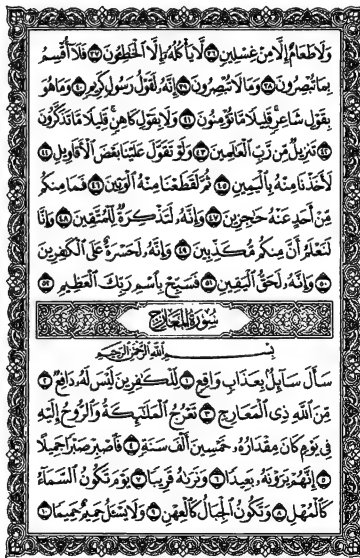 وَلَا طَعَامٌ إِلَّا مِنْ غِسْلِينٍ ٣٦ لَّا يَأْكُلُهُۥٓ إِلَّا ٱلْخَٰطِـُٔونَ ٣٧ فَلَآ أُقْسِمُ
بِمَا تُبْصِرُونَ ٣٨ وَمَا لَا تُبْصِرُونَ ٣٩ إِنَّهُۥ لَقَوْلُ رَسُولٍ كَرِيمٍ ٤٠ وَمَا هُوَ
بِقَوْلِ شَاعِرٍ قَلِيلًا مَّا تُؤْمِنُونَ ٤١ وَلَا بِقَوْلِ كَاهِنٍ قَلِيلًا مَّا تَذَكَّرُونَ
٤٢ تَنزِيلٌ مِّن رَّبِّ ٱلْعَٰلَمِينَ ٤٣ وَلَوْ تَقَوَّلَ عَلَيْنَا بَعْضَ ٱلْأَقَاوِيلِ ٤٤
لَأَخَذْنَا مِنْهُ بِٱلْيَمِينِ ٤٥ ثُمَّ لَقَطَعْنَا مِنْهُ ٱلْوَتِينَ ٤٦ فَمَا مِنكُم
مِّنْ أَحَدٍ عَنْهُ حَٰجِزِينَ ٤٧ وَإِنَّهُۥ لَتَذْكِرَةٌ لِّلْمُتَّقِينَ ٤٨ وَإِنَّا
لَنَعْلَمُ أَنَّ مِنكُم مُّكَذِّبِينَ ٤٩ وَإِنَّهُۥ لَحَسْرَةٌ عَلَى ٱلْكَٰفِرِينَ
٥٠ وَإِنَّهُۥ لَحَقُّ ٱلْيَقِينِ ٥١ فَسَبِّحْ بِٱسْمِ رَبِّكَ ٱلْعَظِيمِ ٥٢
سُورَةُ المَعَارِجِ
بِسْمِ ٱللَّهِ ٱلرَّحْمَٰنِ ٱلرَّحِيمِ
سَأَلَ سَآئِلٌۢ بِعَذَابٍ وَاقِعٍ ١ لِّلْكَٰفِرِينَ لَيْسَ لَهُۥ دَافِعٌ ٢
مِّنَ ٱللَّهِ ذِى ٱلْمَعَارِجِ ٣ تَعْرُجُ ٱلْمَلَٰٓئِكَةُ وَٱلرُّوحُ إِلَيْهِ
فِى يَوْمٍ كَانَ مِقْدَارُهُۥ خَمْسِينَ أَلْفَ سَنَةٍ ٤ فَٱصْبِرْ صَبْرًا جَمِيلًا
٥ إِنَّهُمْ يَرَوْنَهُۥ بَعِيدًا ٦ وَنَرَىٰهُ قَرِيبًا ٧ يَوْمَ تَكُونُ ٱلسَّمَآءُ
كَٱلْمُهْلِ ٨ وَتَكُونُ ٱلْجِبَالُ كَٱلْعِهْنِ ٩ وَلَا يَسْـَٔلُ حَمِيمٌ حَمِيمًا ١٠